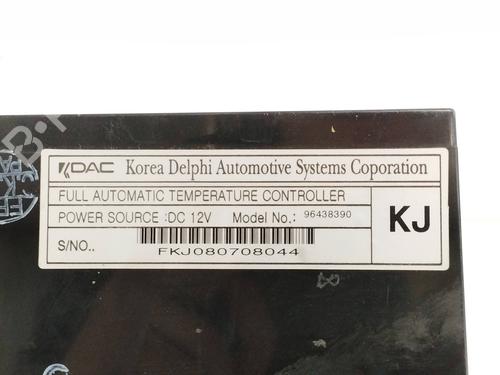 KDAC Korea Delphi Automotive Systems Coporation
FULL AUTOMATIC TEMPERATURE CONTROLLER
POWER SOURCE :DC 12V Model No.: 96438390
KJ
S/NO..
FKJ080708044